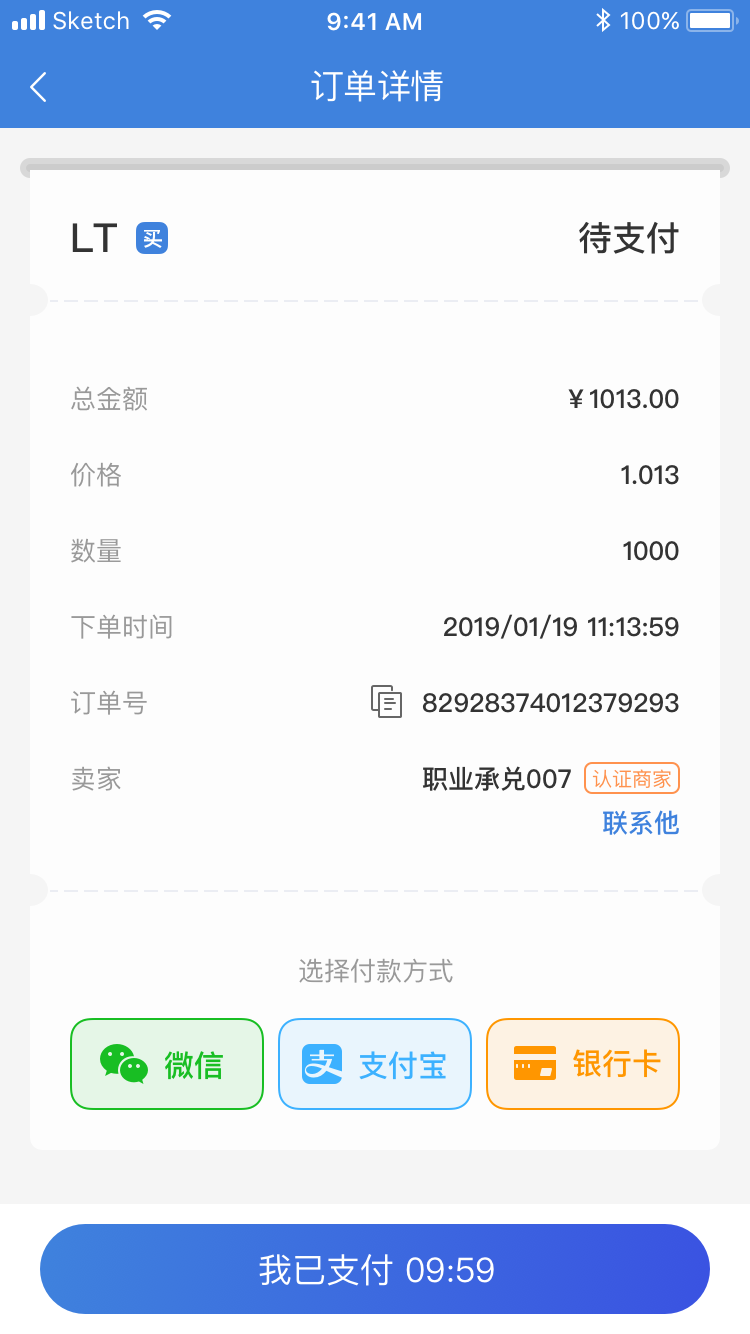 Sketch 9:41 AM 100%
订单详情
LT 买 待支付
总金额 ¥1013.00
价格 1.013
数量 1000
下单时间 2019/01/19 11:13:59
订单号 82928374012379293
卖家 职业承兑007 认证商家
联系他
选择付款方式
微信 支付宝 银行卡
我已支付 09:59